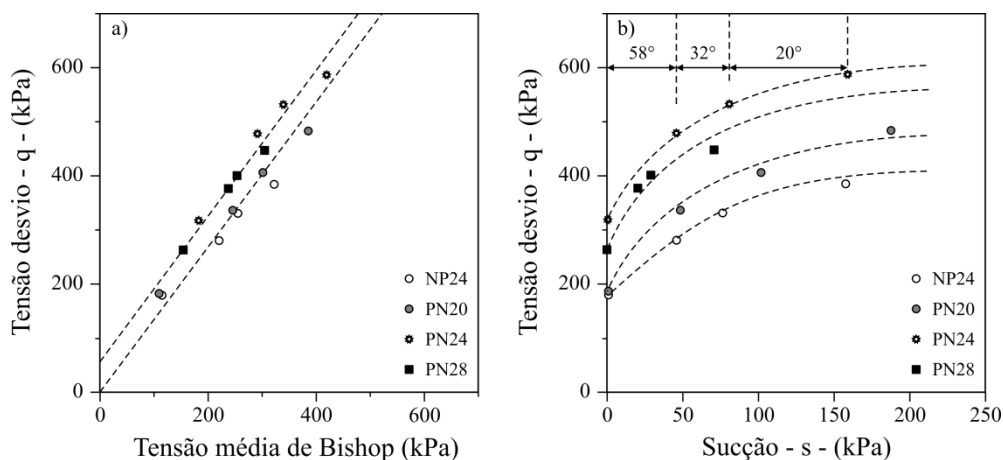 a)
Tensão desvio - q - (kPa)
600
400
200
0
0 200 400 600
Tensão média de Bishop (kPa)
NP24
PN20
PN24
PN28
b)
58° 32° 20°
Tensão desvio - q - (kPa)
600
400
200
0
0 50 100 150 200 250
Sucção - s - (kPa)
NP24
PN20
PN24
PN28